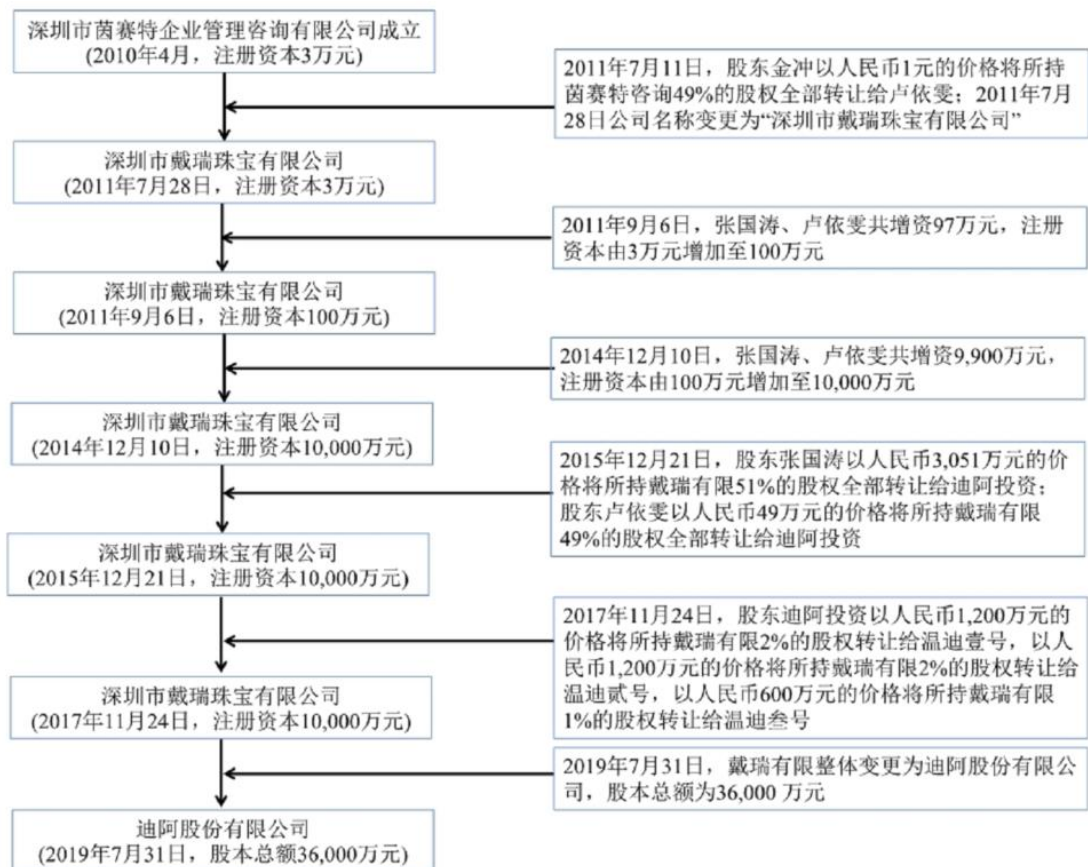 深圳市茵赛特企业管理咨询有限公司成立
(2010年4月，注册资本3万元)
2011年7月11日，股东金冲以人民币1元的价格将所持
茵赛特咨询49%的股权全部转让给卢依雯；2011年7月
28日公司名称变更为“深圳市戴瑞珠宝有限公司”
深圳市戴瑞珠宝有限公司
(2011年7月28日，注册资本3万元)
2011年9月6日，张国涛、卢依雯共增资97万元，注册
资本由3万元增加至100万元
深圳市戴瑞珠宝有限公司
(2011年9月6日，注册资本100万元)
2014年12月10日，张国涛、卢依雯共增资9,900万元，
注册资本由100万元增加至10,000万元
深圳市戴瑞珠宝有限公司
(2014年12月10日，注册资本10,000万元)
2015年12月21日，股东张国涛以人民币3,051万元的价
格将所持戴瑞有限51%的股权全部转让给迪阿投资；
股东卢依雯以人民币49万元的价格将所持戴瑞有限
49%的股权全部转让给迪阿投资
深圳市戴瑞珠宝有限公司
(2015年12月21日，注册资本10,000万元)
2017年11月24日，股东迪阿投资以人民币1,200万元的
价格将所持戴瑞有限2%的股权转让给温迪壹号，以人
民币1,200万元的价格将所持戴瑞有限2%的股权转让给
温迪贰号，以人民币600万元的价格将所持戴瑞有限
1%的股权转让给温迪叁号
深圳市戴瑞珠宝有限公司
(2017年11月24日，注册资本10,000万元)
2019年7月31日，戴瑞有限整体变更为迪阿股份有限公
司，股本总额为36,000 万元
迪阿股份有限公司
(2019年7月31日，股本总额36,000万元)